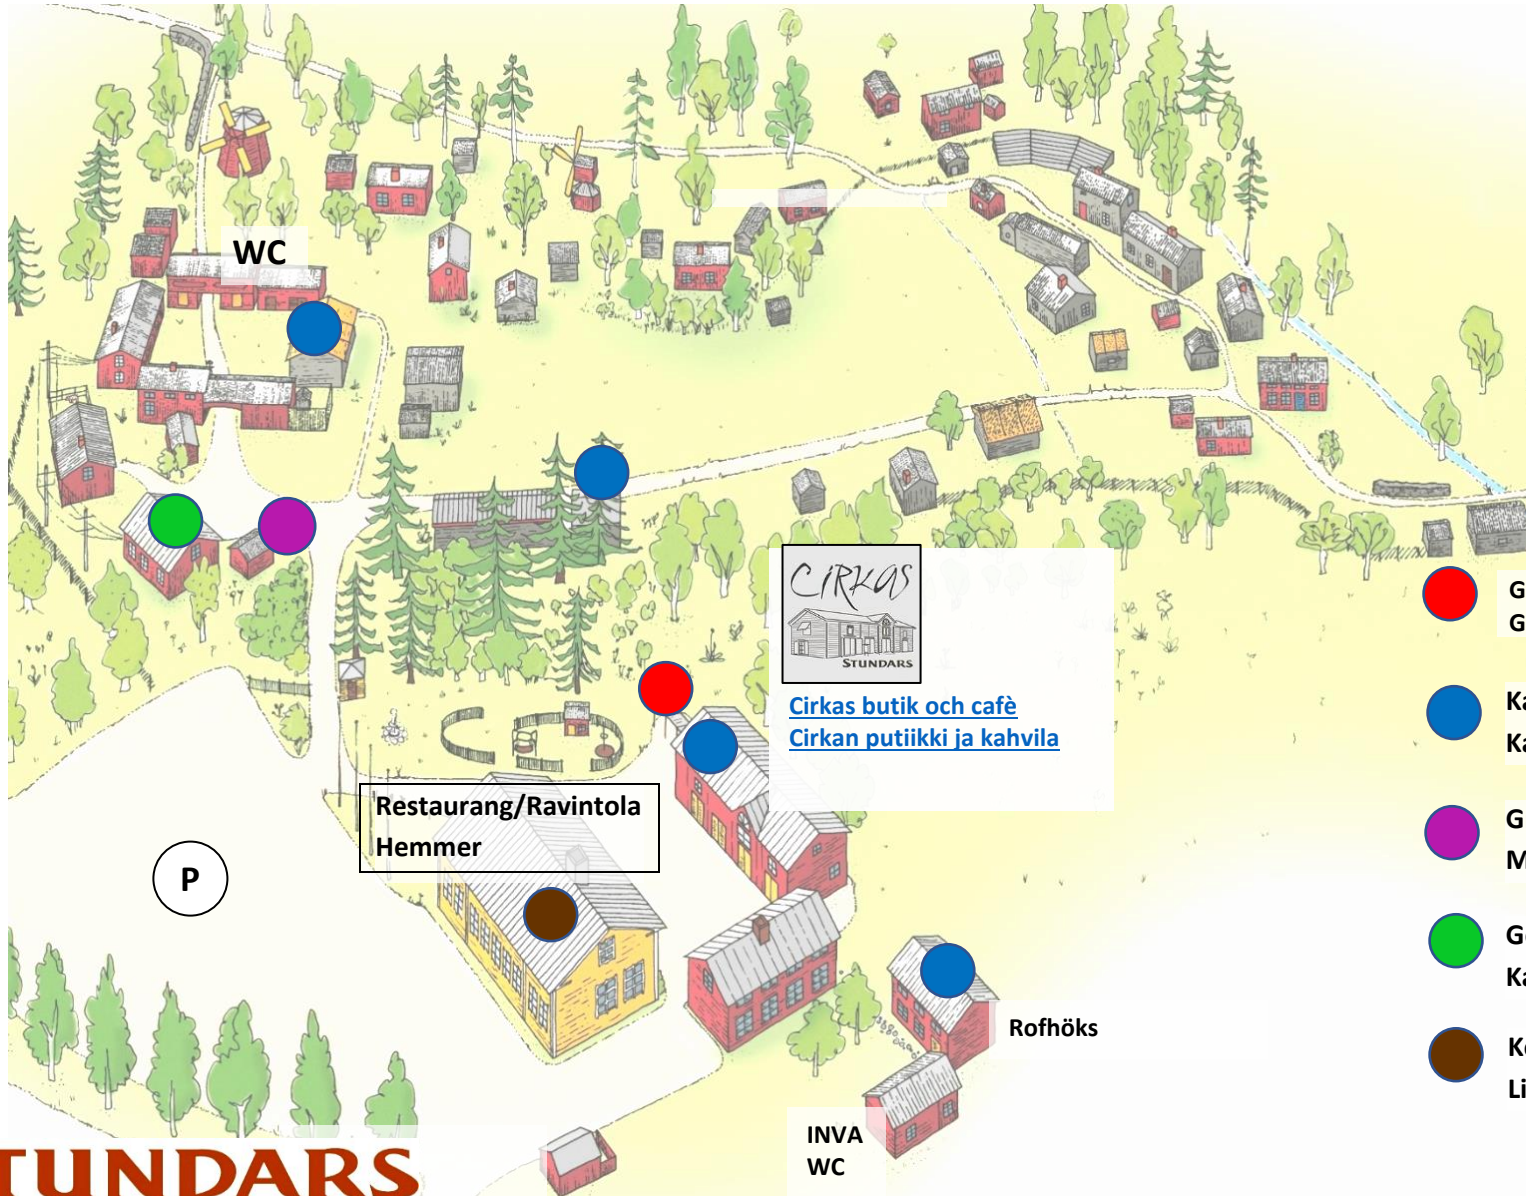 WC
CIRKAS
STUNDARS
Cirkas butik och cafè
Cirkan putiikki ja kahvila
Restaurang/Ravintola
Hemmer
P
Rofhöks
INVA
WC
TUNDARS